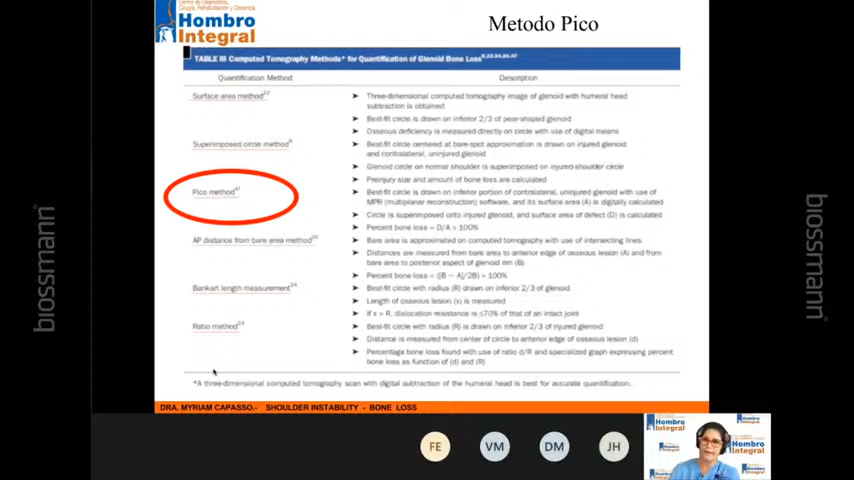 Centro de Diagnóstico,
Cirugía, Rehabilitación y Docencia
Hombro
Integral
Metodo Pico
TABLE III Computed Tomography Methods* for Quantification of Glenoid Bone Loss
Quantification Method
Description
Surface area method
➤ Three-dimensional computed tomography image of glenoid with humeral head
subtraction is obtained
➤ Best-fit circle is drawn on inferior 2/3 of pear-shaped glenoid
➤ Osseous deficiency is measured directly on circle with use of digital means
Superimposed circle method
➤ Best-fit circle centered at bare-spot approximation is drawn on injured glenoid
and contralateral, uninjured glenoid
➤ Glenoid circle on normal shoulder is superimposed on injured-shoulder circle
➤ Preinjury size and amount of bone loss are calculated
Pico method
➤ Best-fit circle is drawn on inferior portion of contralateral, uninjured glenoid with use of
MPR (multiplanar reconstruction) software, and its surface area (A) is digitally calculated
➤ Circle is superimposed onto injured glenoid, and surface area of defect (D) is calculated
➤ Percent bone loss = D/A × 100%
AP distance from bare area method
➤ Bare area is approximated on computed tomography with use of intersecting lines
➤ Distances are measured from bare area to anterior edge of osseous lesion (A) and from
bare area to posterior aspect of glenoid rim (B)
➤ Percent bone loss = ([B − A]/2B) × 100%
Bankart length measurement
➤ Best-fit circle with radius (R) drawn on inferior 2/3 of glenoid
➤ Length of osseous lesion (x) is measured
➤ If x > R, dislocation resistance is ≤70% of that of an intact joint
Ratio method
➤ Best-fit circle with radius (R) drawn on inferior 2/3 of injured glenoid
➤ Distance is measured from center of circle to anterior edge of osseous lesion (d)
➤ Percentage bone loss found with use of ratio d/R and specialized graph expressing percent
bone loss as function of (d) and (R)
*A three-dimensional computed tomography scan with digital subtraction of the humeral head is best for accurate quantification.
DRA. MYRIAM CAPASSO.- SHOULDER INSTABILITY - BONE LOSS
biossmann
biossmann
FE
VM
DM
JH
Hombro
Integral